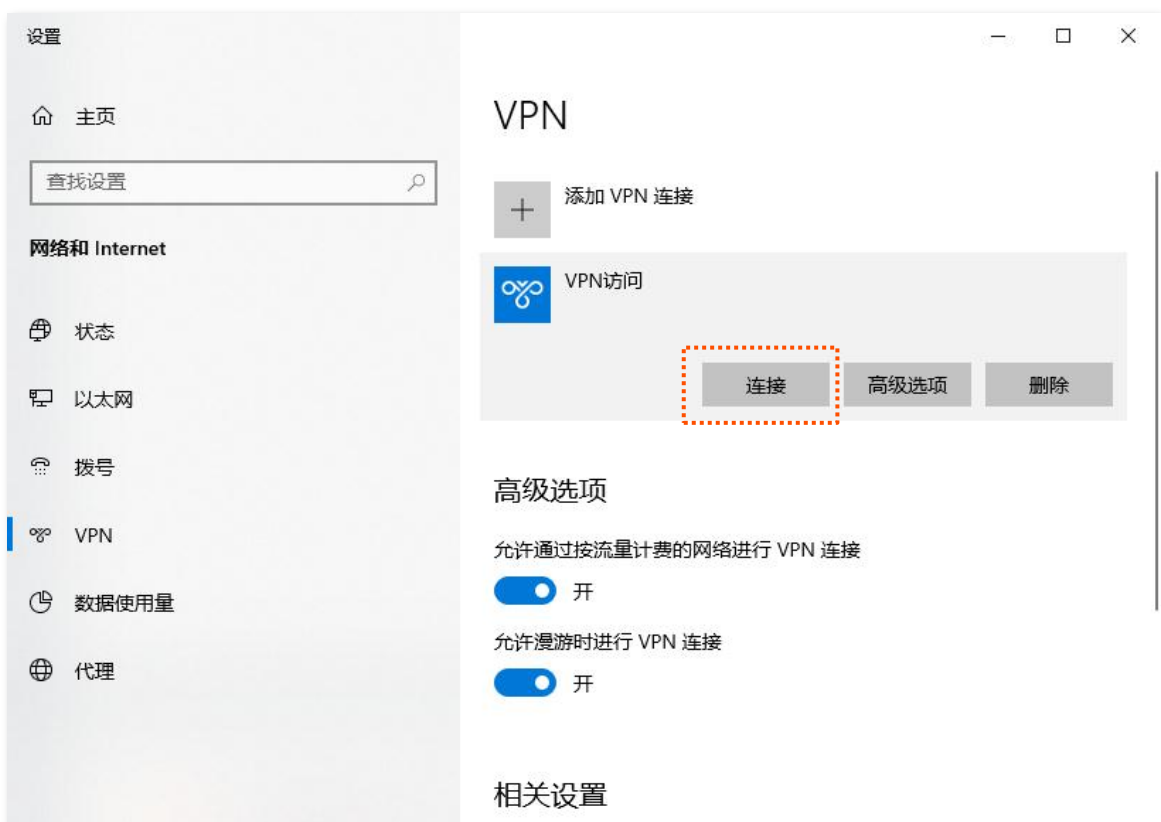 设置
主页
查找设置
网络和 Internet
状态
以太网
拨号
VPN
数据使用量
代理
VPN
添加 VPN 连接
VPN访问
连接
高级选项
删除
高级选项
允许通过按流量计费的网络进行 VPN 连接
开
允许漫游时进行 VPN 连接
开
相关设置